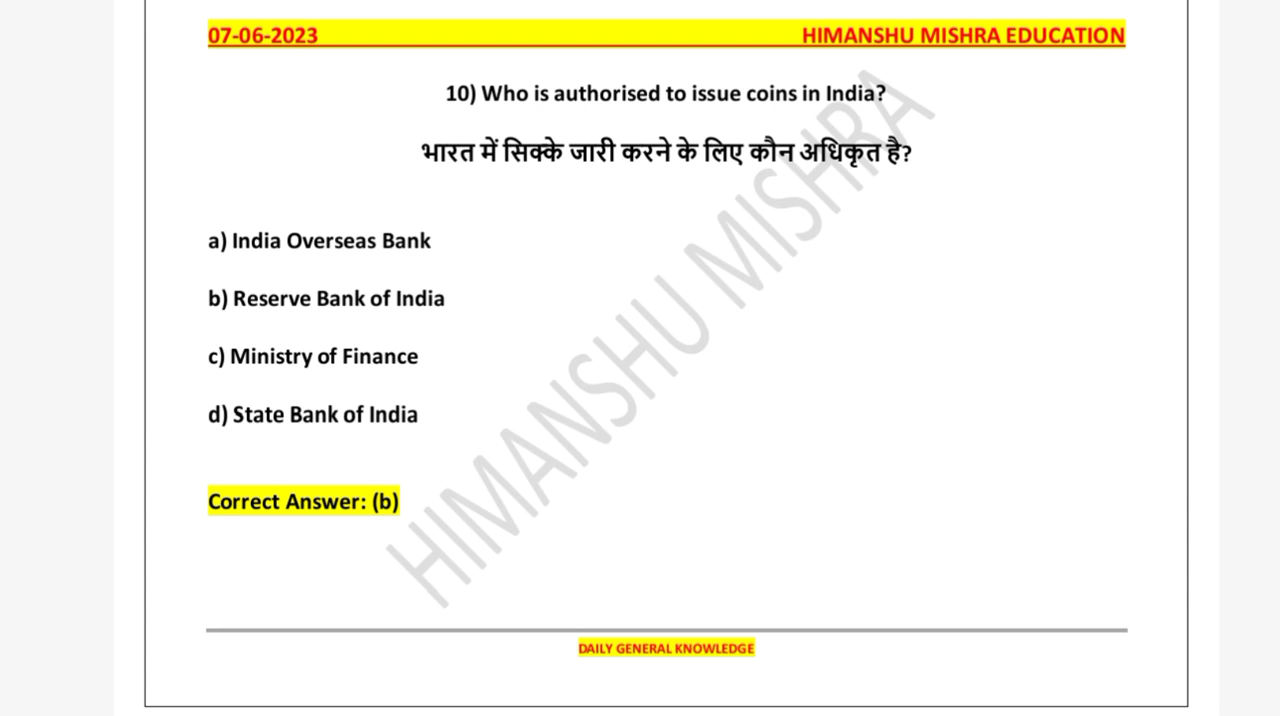 07-06-2023 HIMANSHU MISHRA EDUCATION
10) Who is authorised to issue coins in India?
भारत में सिक्के जारी करने के लिए कौन अधिकृत है?
a) India Overseas Bank
b) Reserve Bank of India
c) Ministry of Finance
d) State Bank of India
Correct Answer: (b)
HIMANSHU MISHRA
DAILY GENERAL KNOWLEDGE